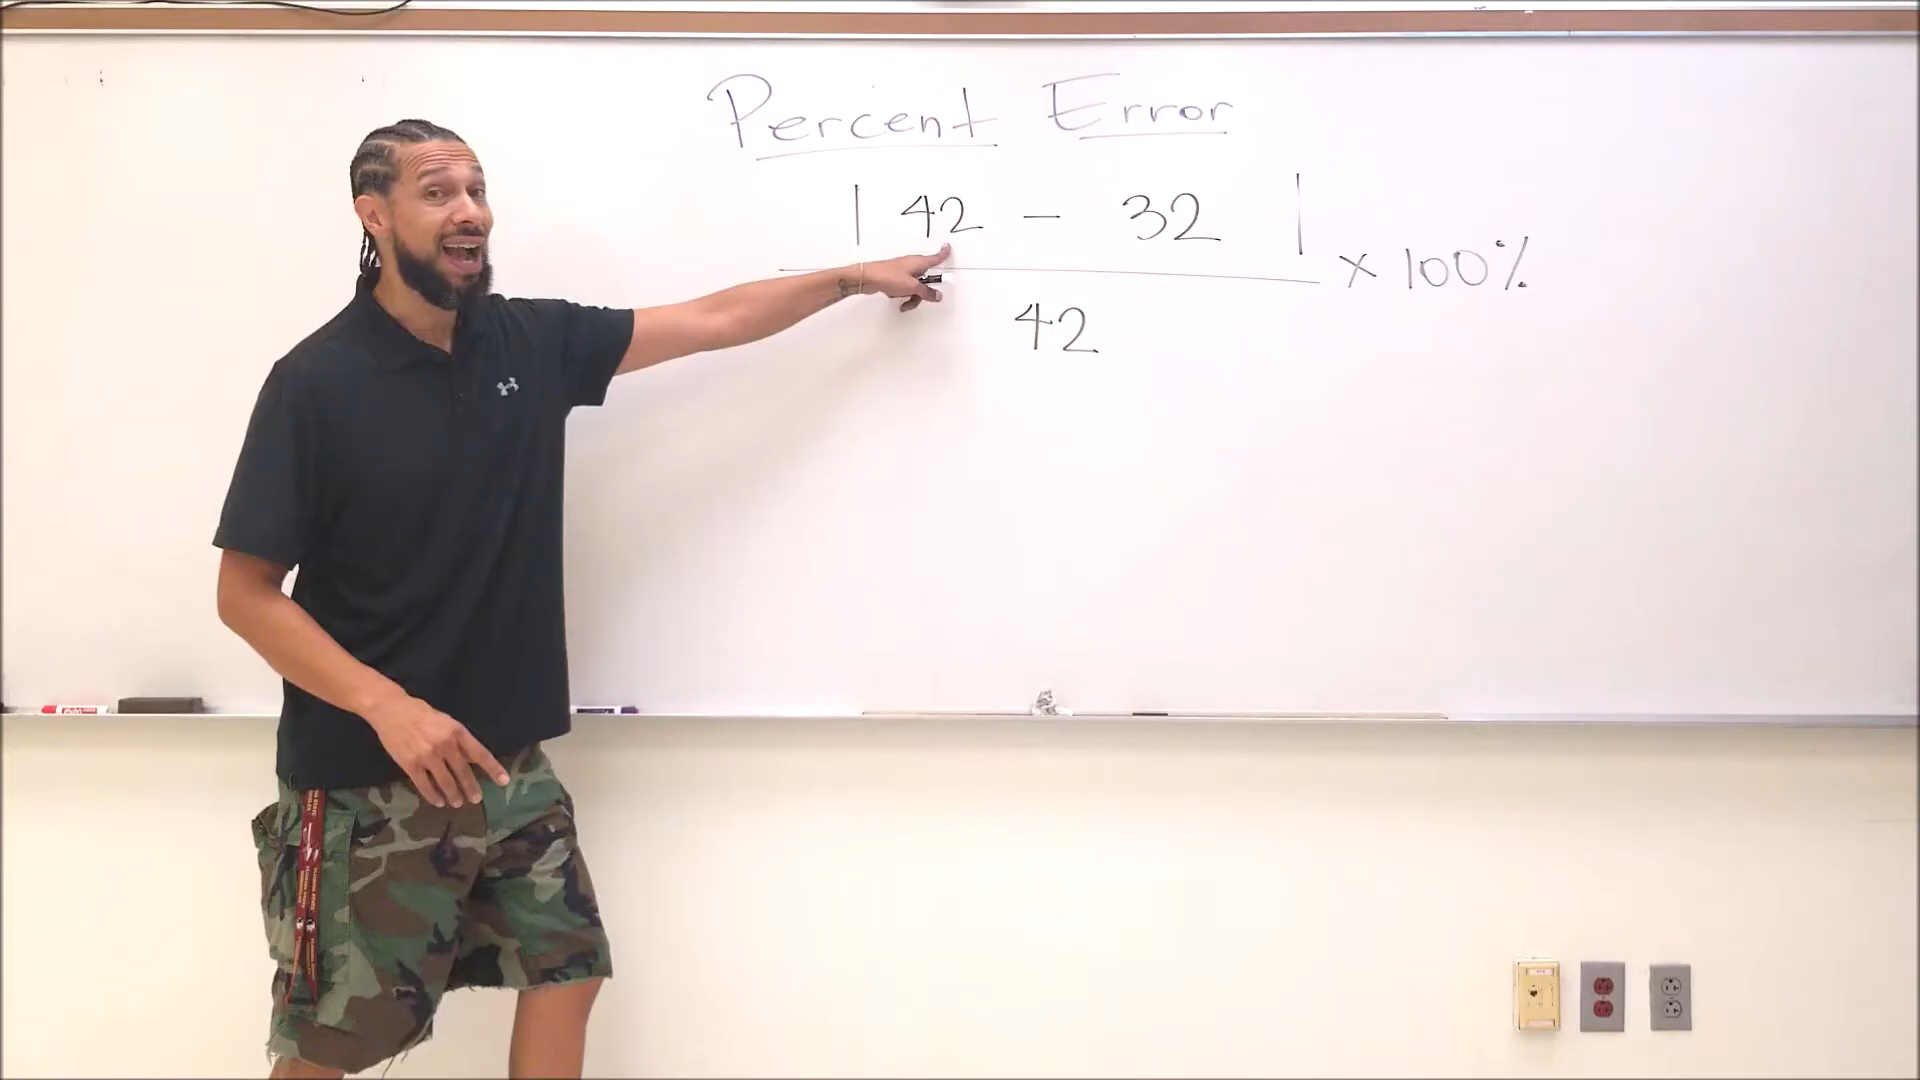 Percent Error
| 42 - 32 |
× 100%
42